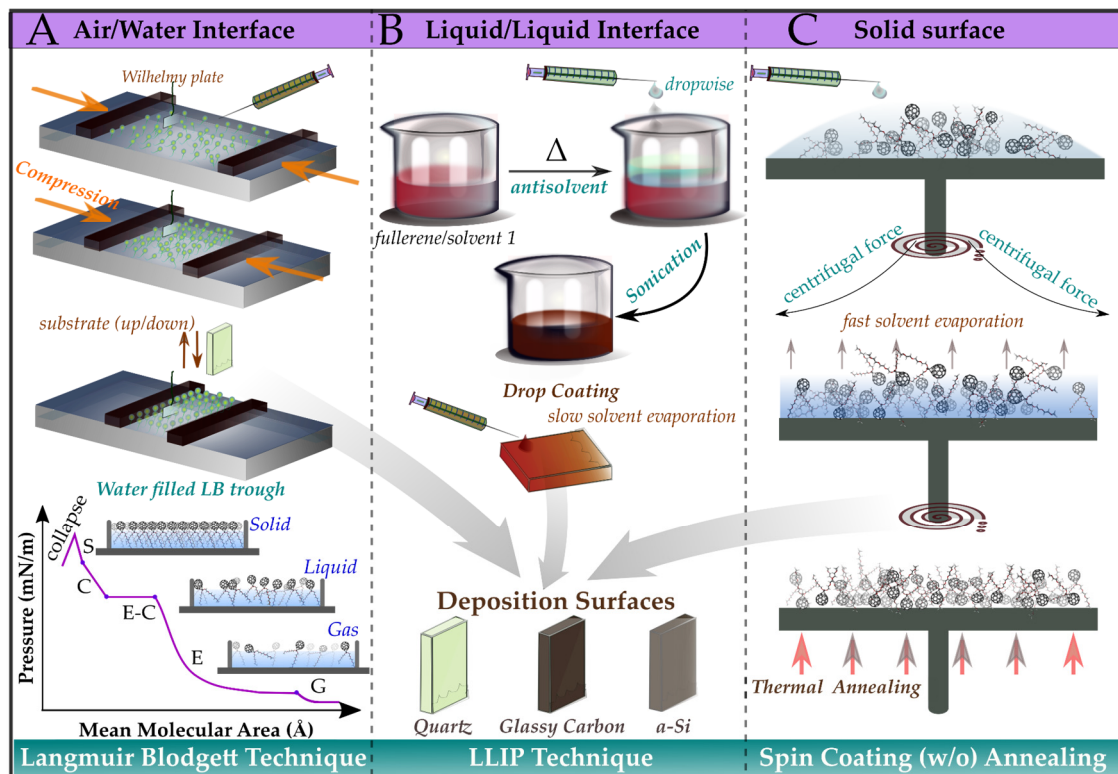 A
Air/Water Interface
Wilhelmy plate
Compression
substrate (up/down)
Water filled LB trough
Pressure (mN/m)
collapse
S
C
E-C
E
G
Solid
Liquid
Gas
Mean Molecular Area (Å)
Langmuir Blodgett Technique
B
Liquid/Liquid Interface
dropwise
Δ
antisolvent
fullerene/solvent 1
Sonication
Drop Coating
slow solvent evaporation
Deposition Surfaces
Quartz
Glassy Carbon
a-Si
LLIP Technique
C
Solid surface
centrifugal force
centrifugal force
fast solvent evaporation
Thermal Annealing
Spin Coating (w/o) Annealing